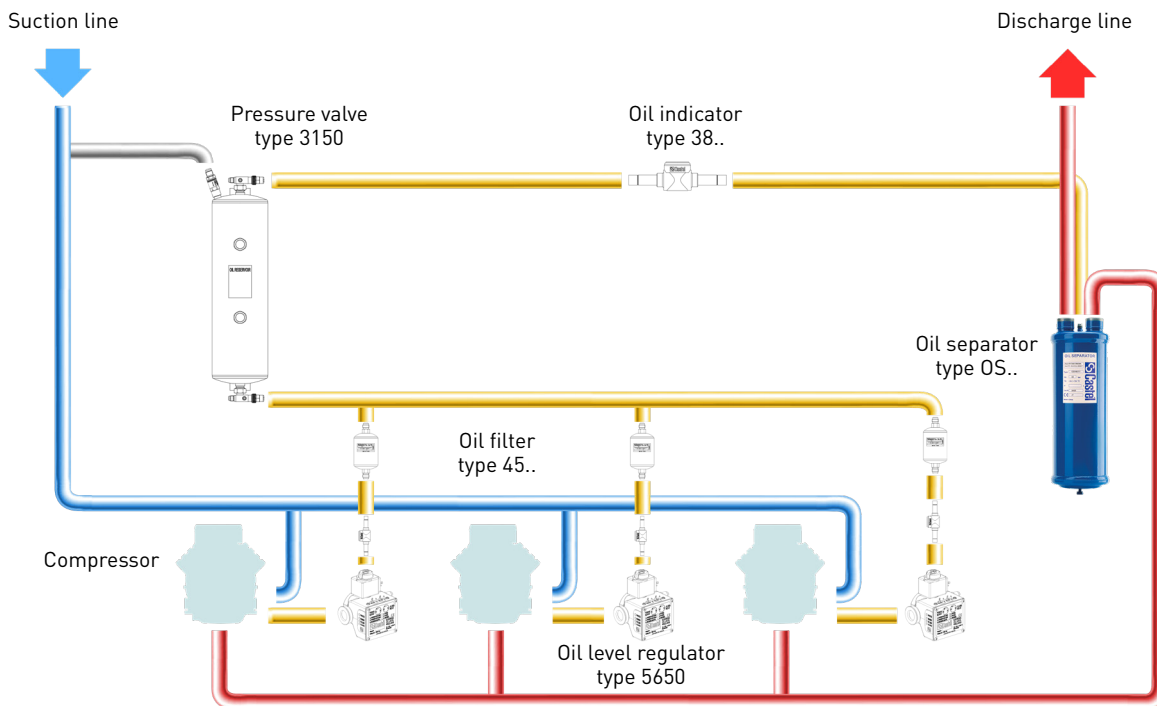 Suction line
Discharge line
Pressure valve
type 3150
Oil indicator
type 38..
OIL RESERVOIR
Oil separator
type OS..
OIL SEPARATOR
Castel
Oil filter
type 45..
Compressor
Oil level regulator
type 5650